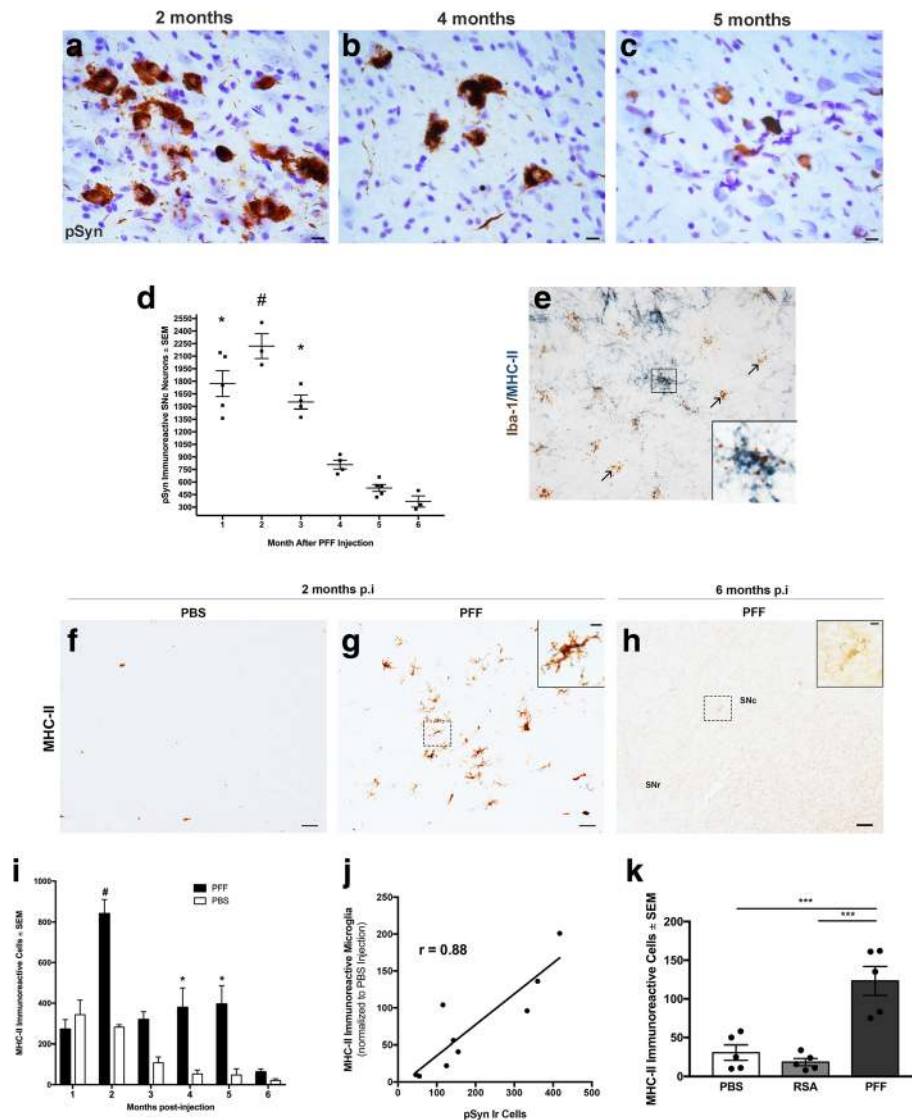 2 months
4 months
5 months
a
b
c
pSyn
d
#
*
*
pSyn Immunoreactive SNc Neurons ± SEM
2550
2400
2250
2100
1950
1800
1650
1500
1350
1200
1050
900
750
600
450
300
1 2 3 4 5 6
Month After PFF Injection
e
Iba-1/MHC-II
2 months p.i
6 months p.i
PBS
PFF
PFF
f
g
h
MHC-II
SNc
SNr
i
MHC-II Immunoreactive Cells ± SEM
1000
800
600
400
200
0
#
*
*
PFF
PBS
1 2 3 4 5 6
Months post-injection
j
MHC-II Immunoreactive Microglia
(normalized to PBS Injection)
250
200
150
100
50
0
r = 0.88
0 100 200 300 400 500
pSyn Ir Cells
k
MHC-II Immunoreactive Cells ± SEM
200
150
100
50
0
***
***
PBS RSA PFF